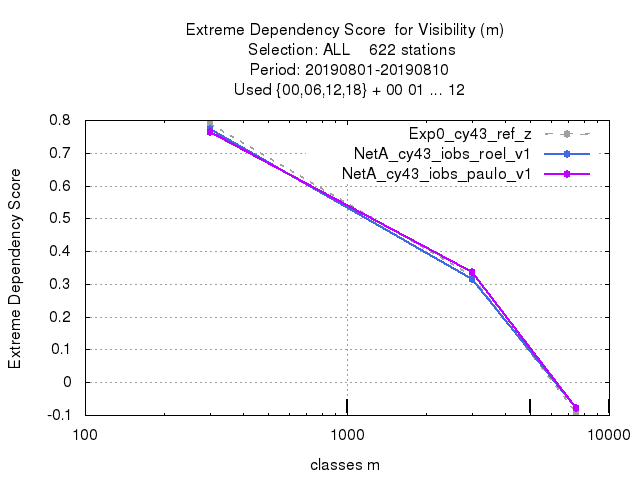 Extreme Dependency Score  for Visibility (m)
Selection: ALL    622 stations
Period: 20190801-20190810
Used {00,06,12,18} + 00 01 ... 12
Exp0_cy43_ref_z
NetA_cy43_iobs_roel_v1
NetA_cy43_iobs_paulo_v1
Extreme Dependency Score
0.8
0.7
0.6
0.5
0.4
0.3
0.2
0.1
0
-0.1
100
1000
10000
classes m